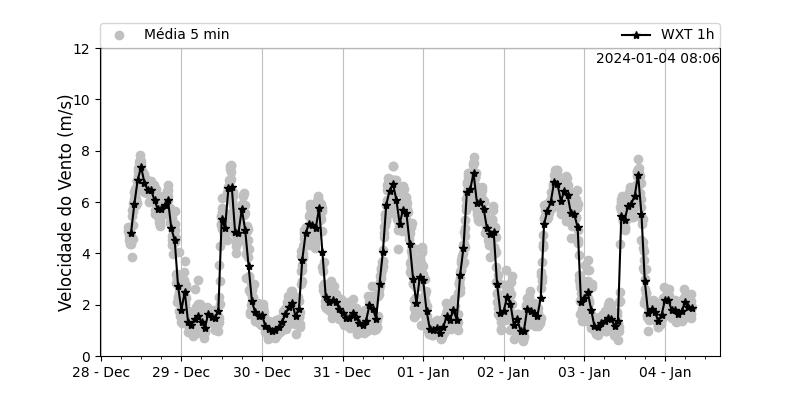 Média 5 min
WXT 1h
2024-01-04 08:06
Velocidade do Vento (m/s)
12
10
8
6
4
2
0
28 - Dec
29 - Dec
30 - Dec
31 - Dec
01 - Jan
02 - Jan
03 - Jan
04 - Jan